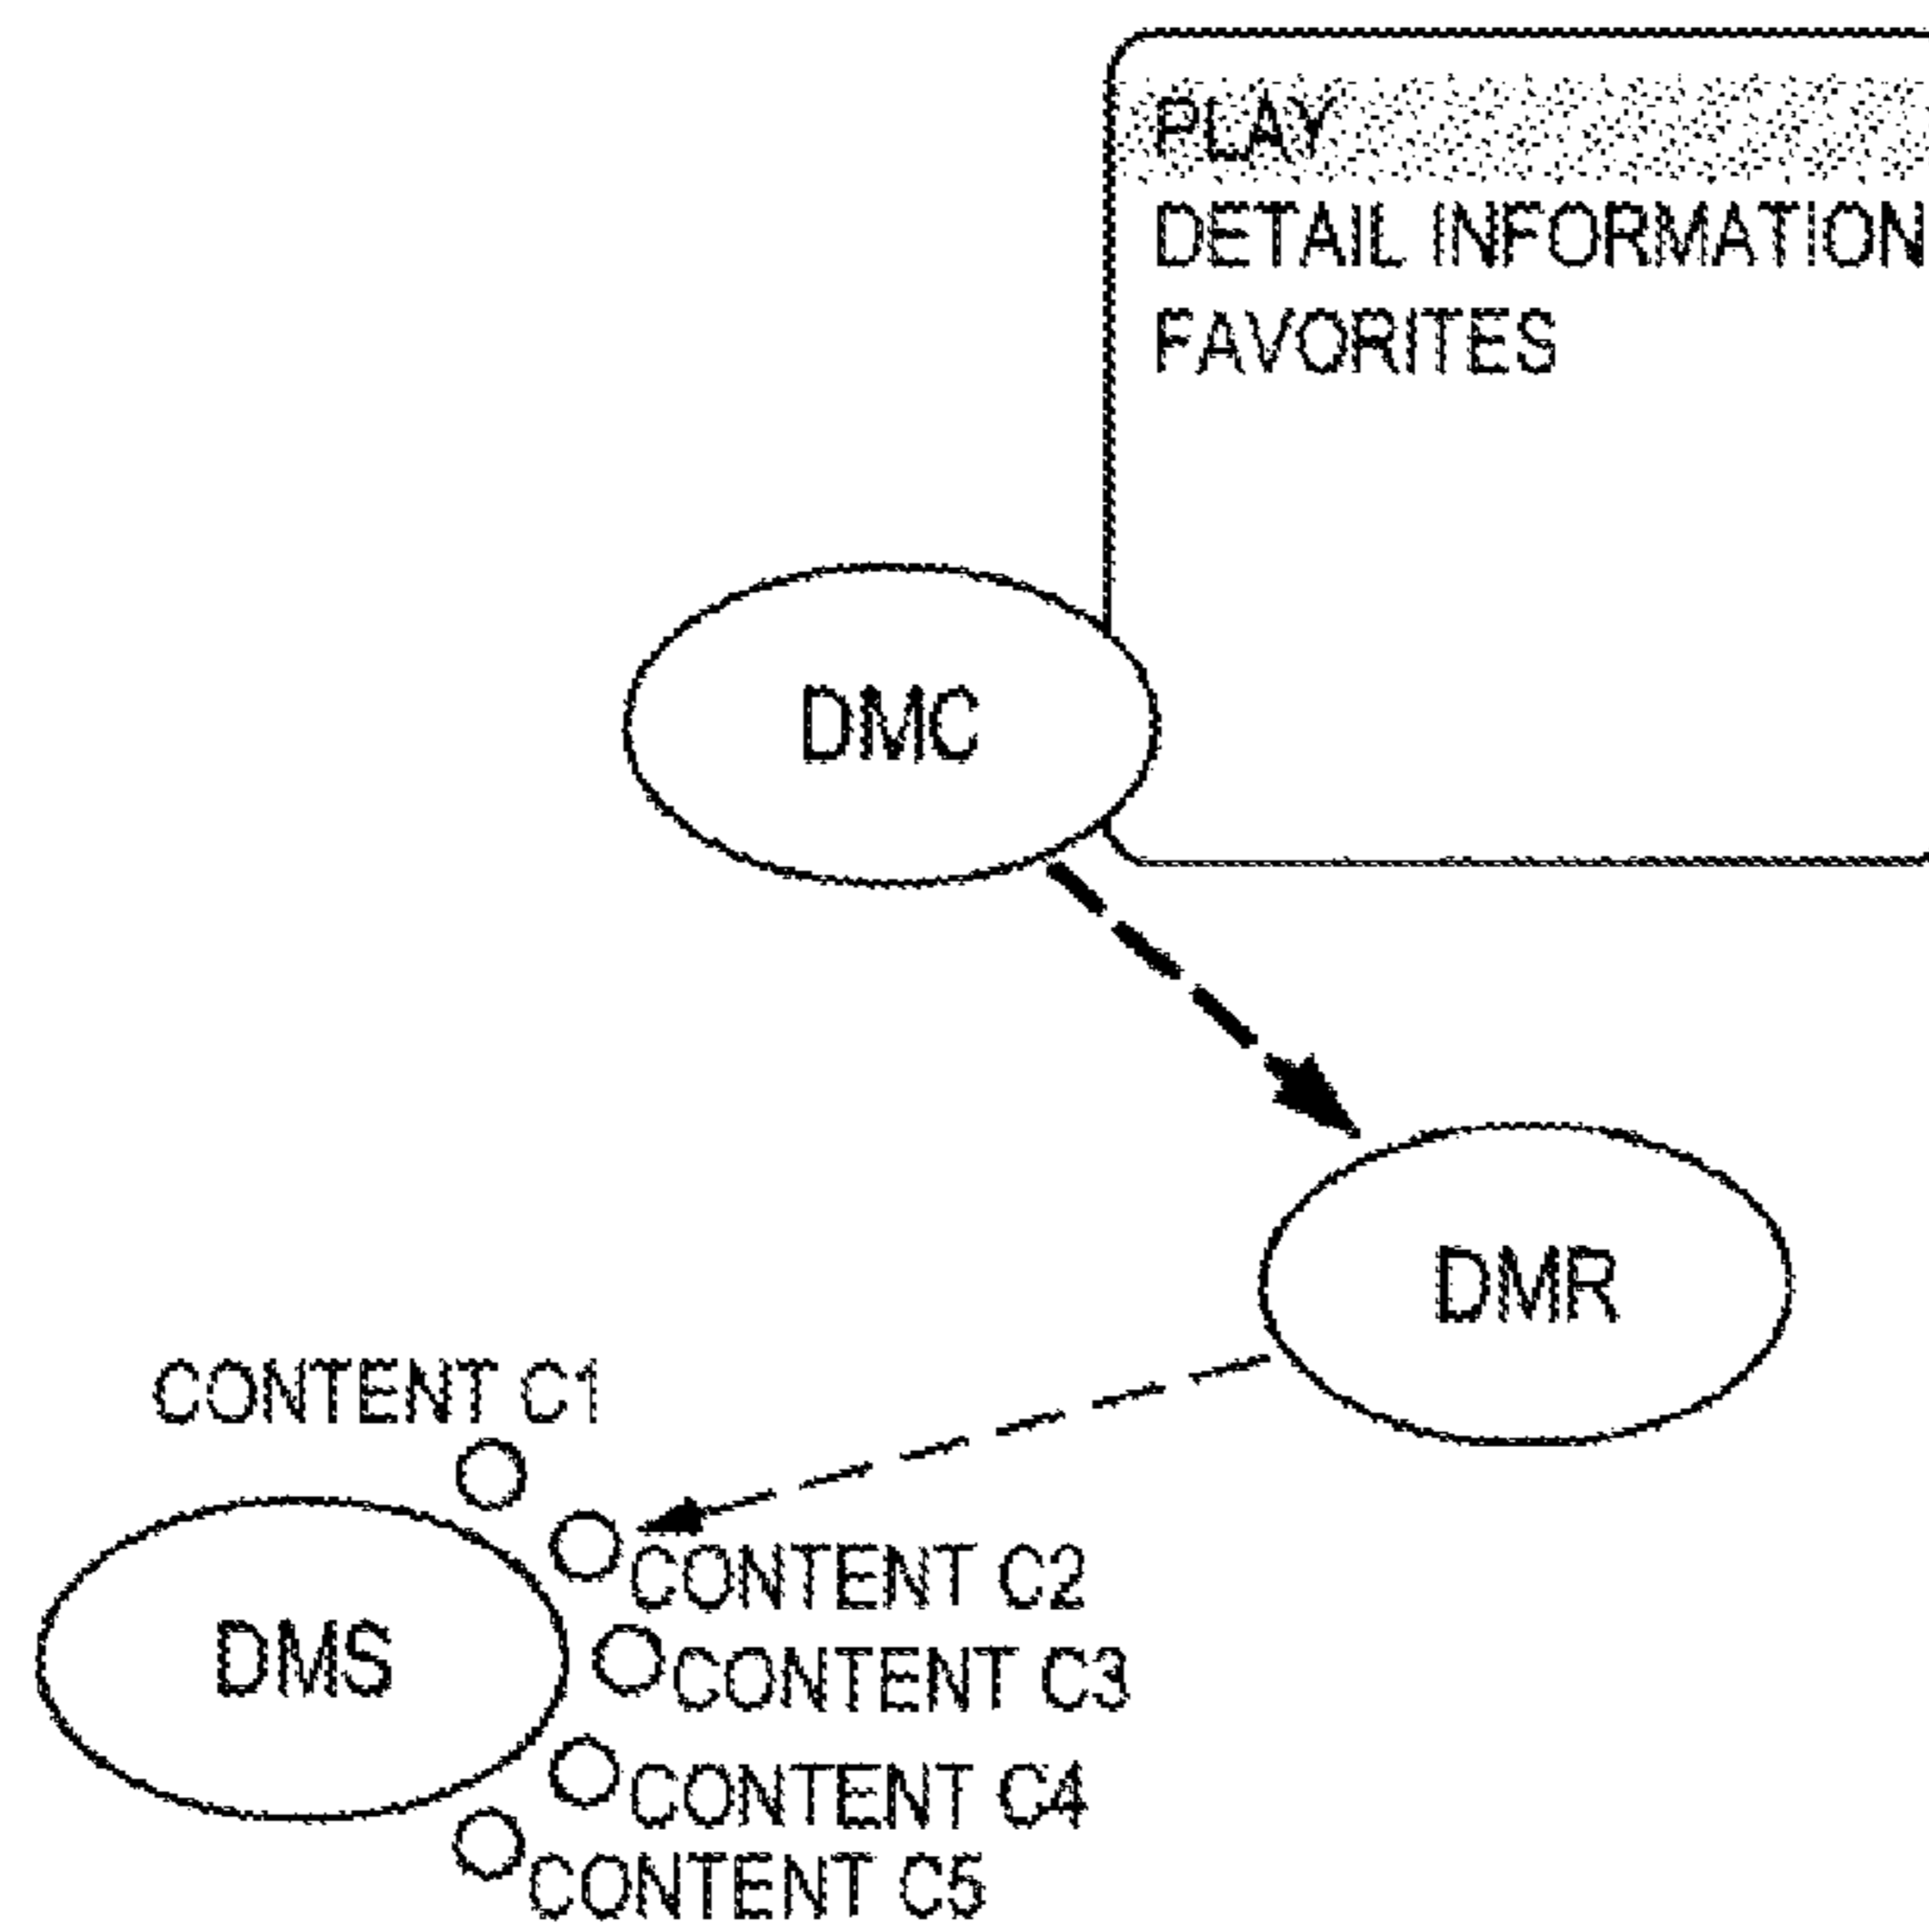 PLAY
DETAIL INFORMATION
FAVORITES
DMC
DMR
CONTENT C1
CONTENT C2
DMS
CONTENT C3
CONTENT C4
CONTENT C5